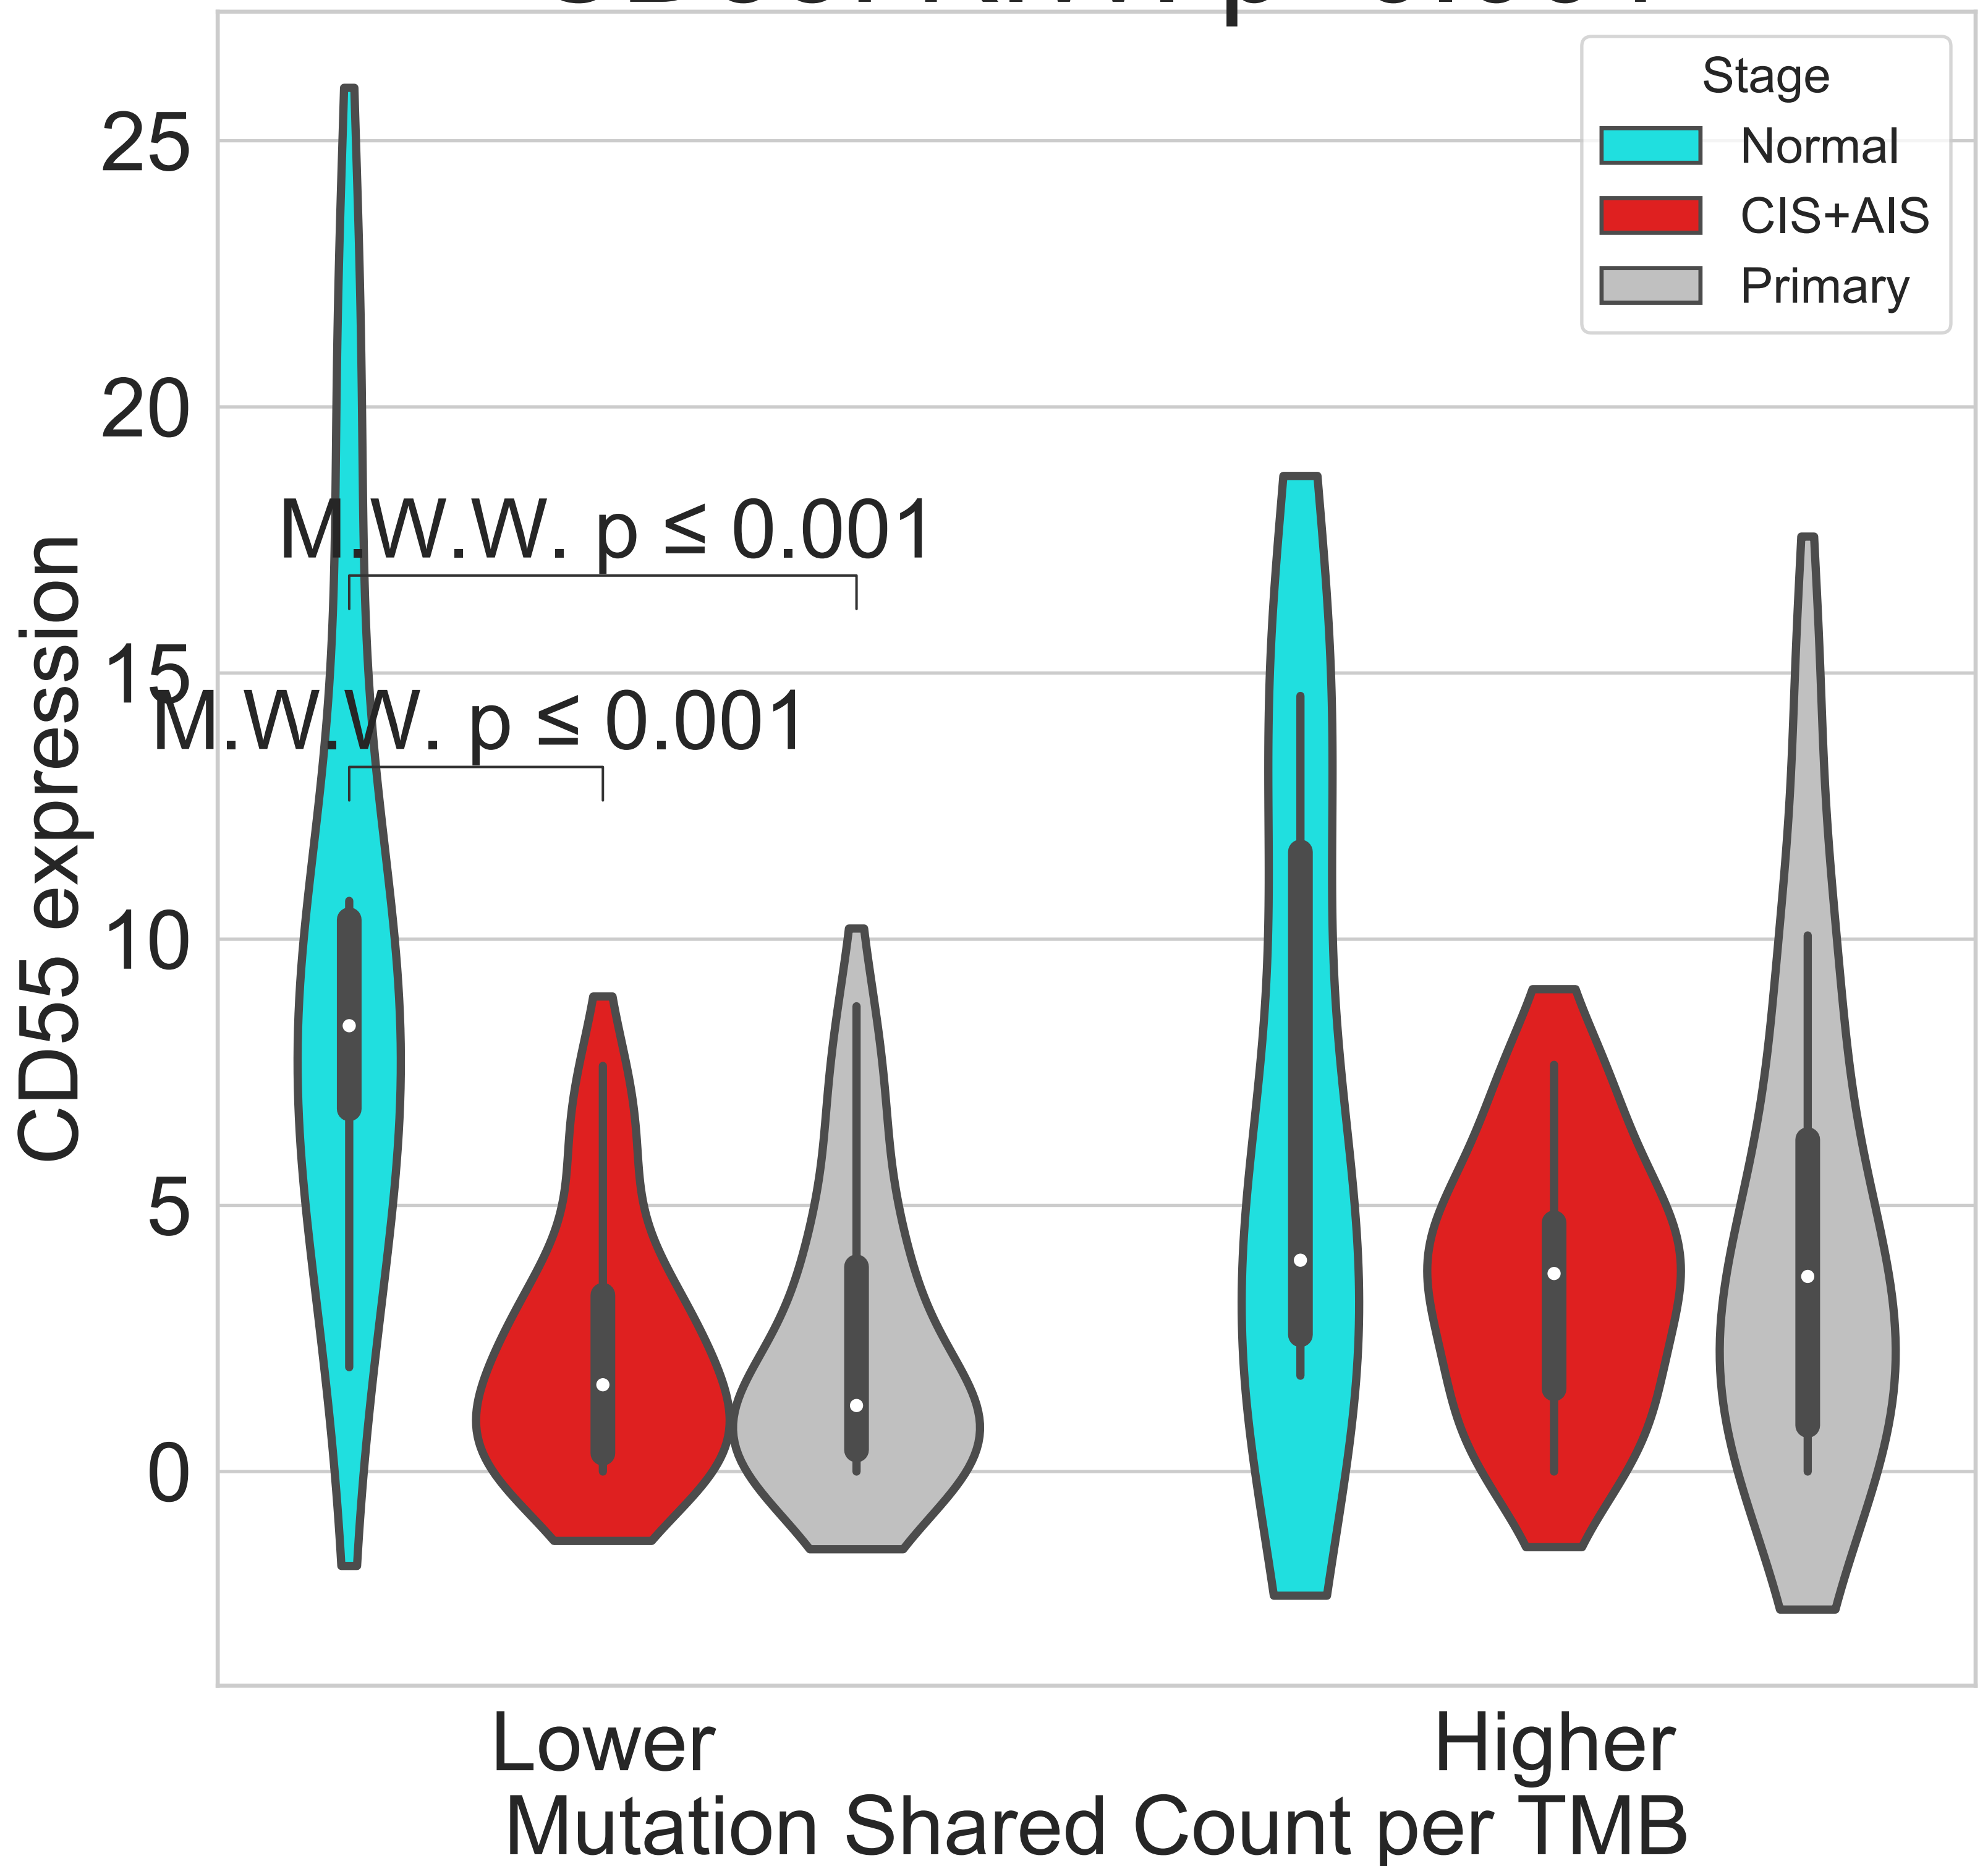 Stage
Normal
CIS+AIS
Primary
25
20
15
10
5
0
CD55 expression
M.W.W. p ≤ 0.001
M.W.W. p ≤ 0.001
Lower
Higher
Mutation Shared Count per TMB